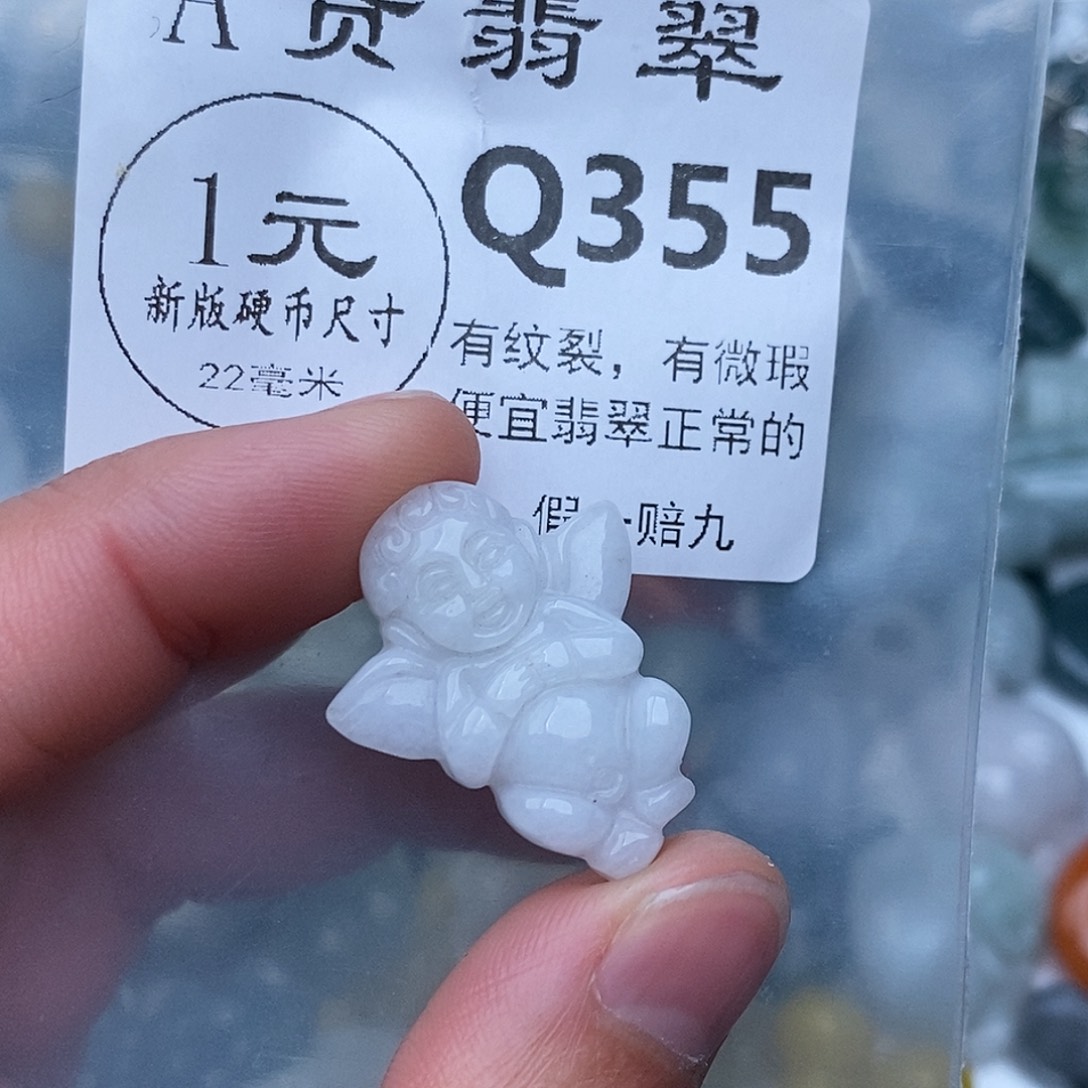 A货翡翠
1元
新版硬币尺寸
22毫米
Q355
有纹裂，有微瑕
便宜翡翠正常的
假一赔九